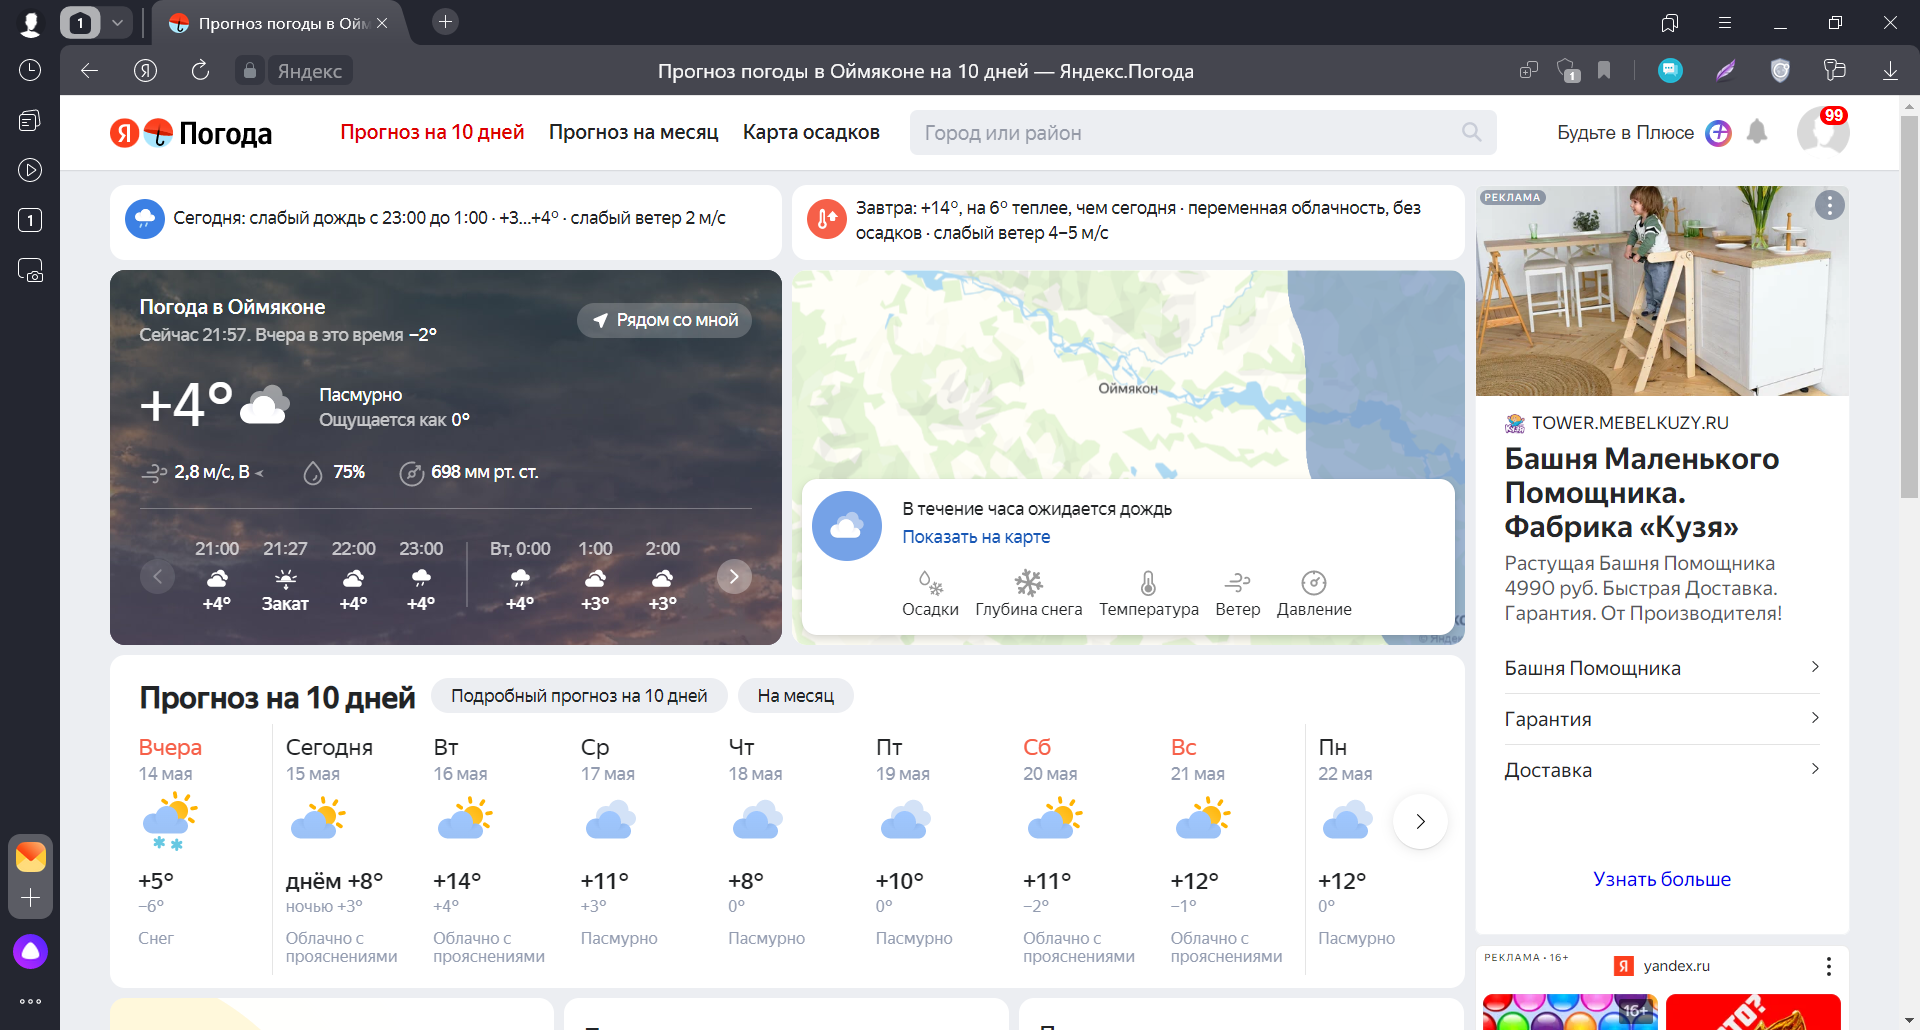 1
Прогноз погоды в Ойм
Яндекс
Прогноз погоды в Оймяконе на 10 дней — Яндекс.Погода
1
1
Я Погода
Прогноз на 10 дней
Прогноз на месяц
Карта осадков
Город или район
Будьте в Плюсе
99
Сегодня: слабый дождь с 23:00 до 1:00 · +3...+4° · слабый ветер 2 м/с
Завтра: +14°, на 6° теплее, чем сегодня · переменная облачность, без
осадков · слабый ветер 4–5 м/с
Погода в Оймяконе
Сейчас 21:57. Вчера в это время −2°
Рядом со мной
+4°
Пасмурно
Ощущается как 0°
2,8 м/с, В
75%
698 мм рт. ст.
21:00 21:27 22:00 23:00 Вт, 0:00 1:00 2:00
+4° Закат +4° +4° +4° +3° +3°
Оймякон
В течение часа ожидается дождь
Показать на карте
Осадки Глубина снега Температура Ветер Давление
Прогноз на 10 дней
Подробный прогноз на 10 дней
На месяц
Вчера Сегодня Вт Ср Чт Пт Сб Вс Пн
14 мая 15 мая 16 мая 17 мая 18 мая 19 мая 20 мая 21 мая 22 мая
+5° днём +8° +14° +11° +8° +10° +11° +12° +12°
−6° ночью +3° +4° +3° 0° 0° −2° −1° 0°
Снег Облачно с Облачно с Пасмурно Пасмурно Пасмурно Облачно с Облачно с Пасмурно
прояснениями прояснениями прояснениями прояснениями
РЕКЛАМА
TOWER.MEBELKUZY.RU
Башня Маленького
Помощника.
Фабрика «Кузя»
Растущая Башня Помощника
4990 руб. Быстрая Доставка.
Гарантия. От Производителя!
Башня Помощника
Гарантия
Доставка
Узнать больше
РЕКЛАМА • 16+
Я yandex.ru
16+